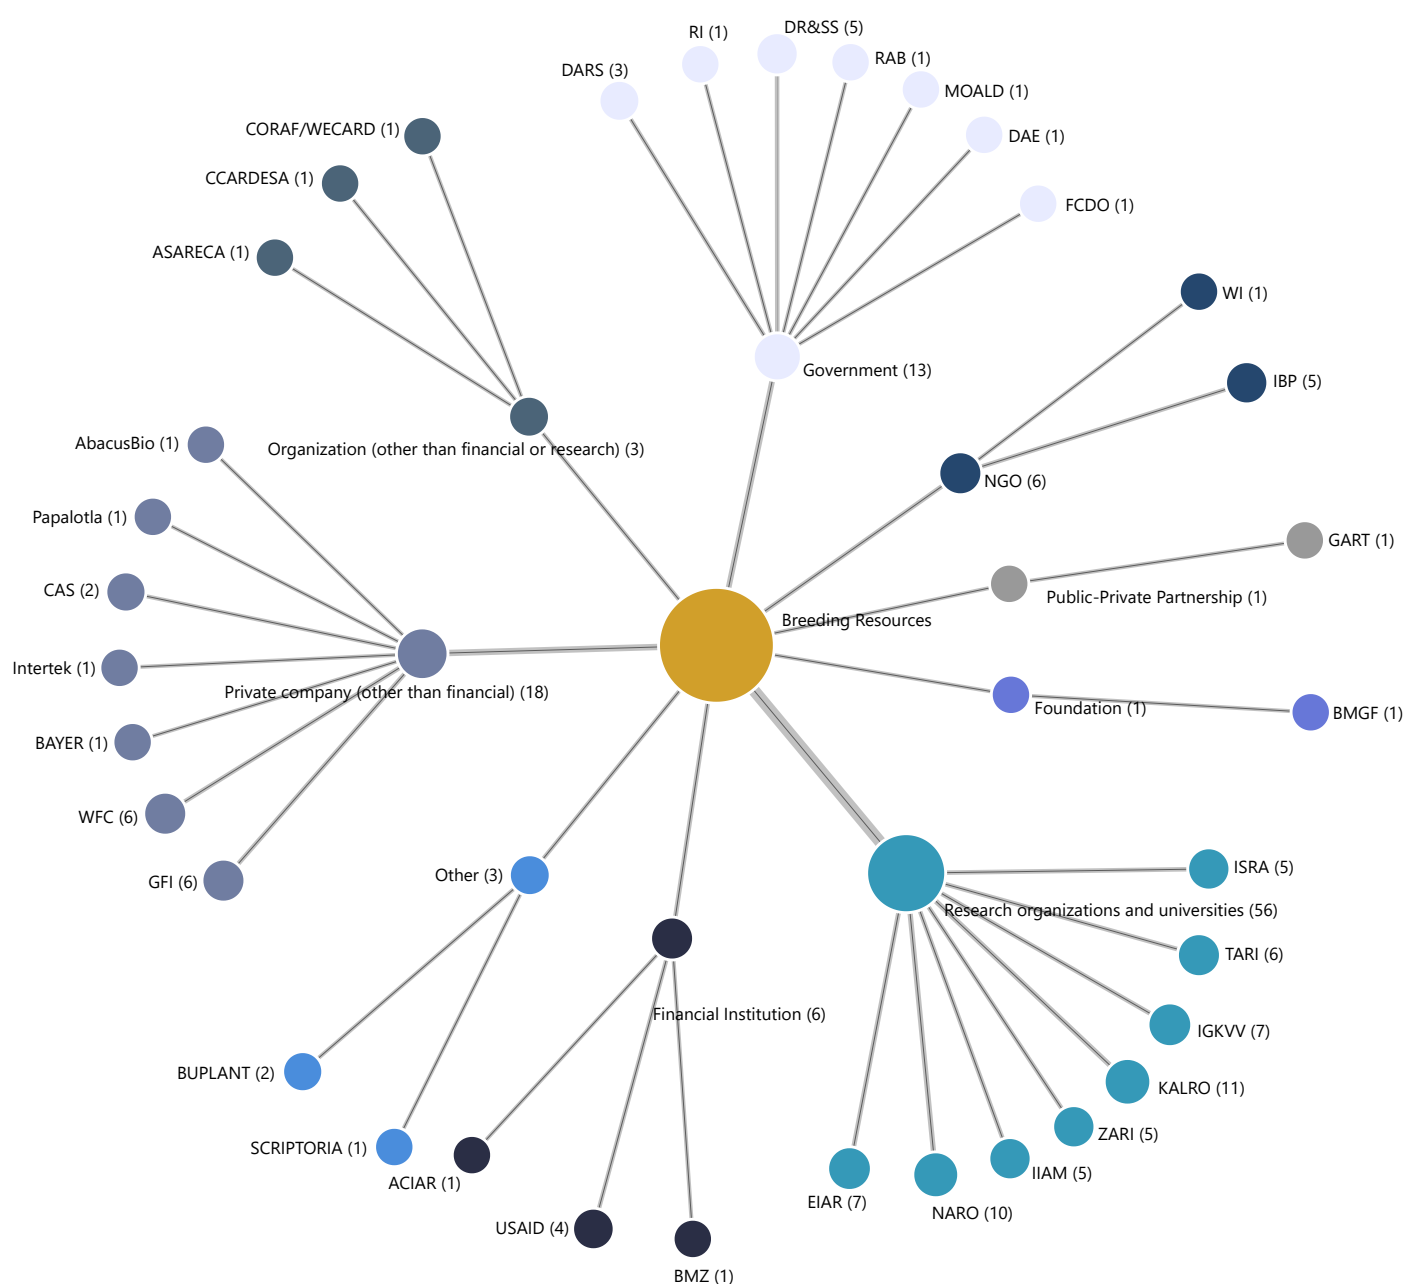 DR&SS (5)
RI (1)
RAB (1)
DARS (3)
MOALD (1)
CORAF/WECARD (1)
DAE (1)
CCARDESA (1)
FCDO (1)
ASARECA (1)
WI (1)
Government (13)
IBP (5)
AbacusBio (1)
Organization (other than financial or research) (3)
NGO (6)
Papalotla (1)
GART (1)
CAS (2)
Public-Private Partnership (1)
Breeding Resources
Intertek (1)
Private company (other than financial) (18)
Foundation (1)
BMGF (1)
BAYER (1)
WFC (6)
ISRA (5)
Other (3)
GFI (6)
Research organizations and universities (56)
TARI (6)
Financial Institution (6)
IGKVV (7)
BUPLANT (2)
KALRO (11)
ZARI (5)
SCRIPTORIA (1)
IIAM (5)
ACIAR (1)
EIAR (7)
NARO (10)
USAID (4)
BMZ (1)